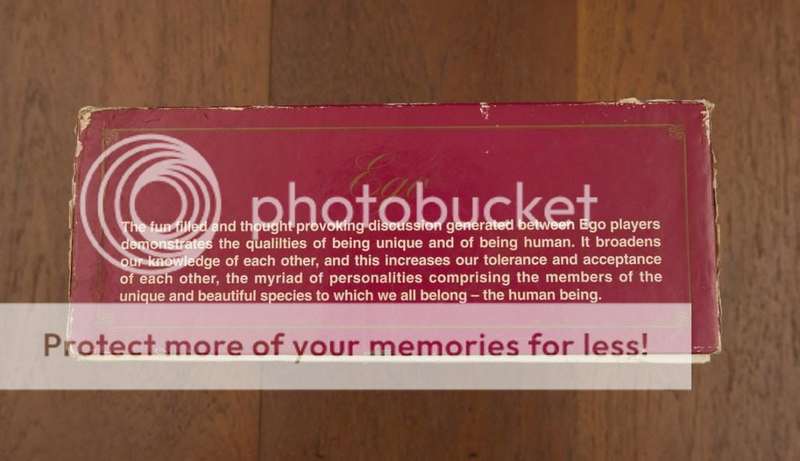 Ego
photobucket
The fun filled and thought provoking discussion generated between Ego players
demonstrates the qualilties of being unique and of being human. It broadens
our knowledge of each other, and this increases our tolerance and acceptance
of each other, the myriad of personalities comprising the members of the
unique and beautiful species to which we all belong – the human being.
Protect more of your memories for less!